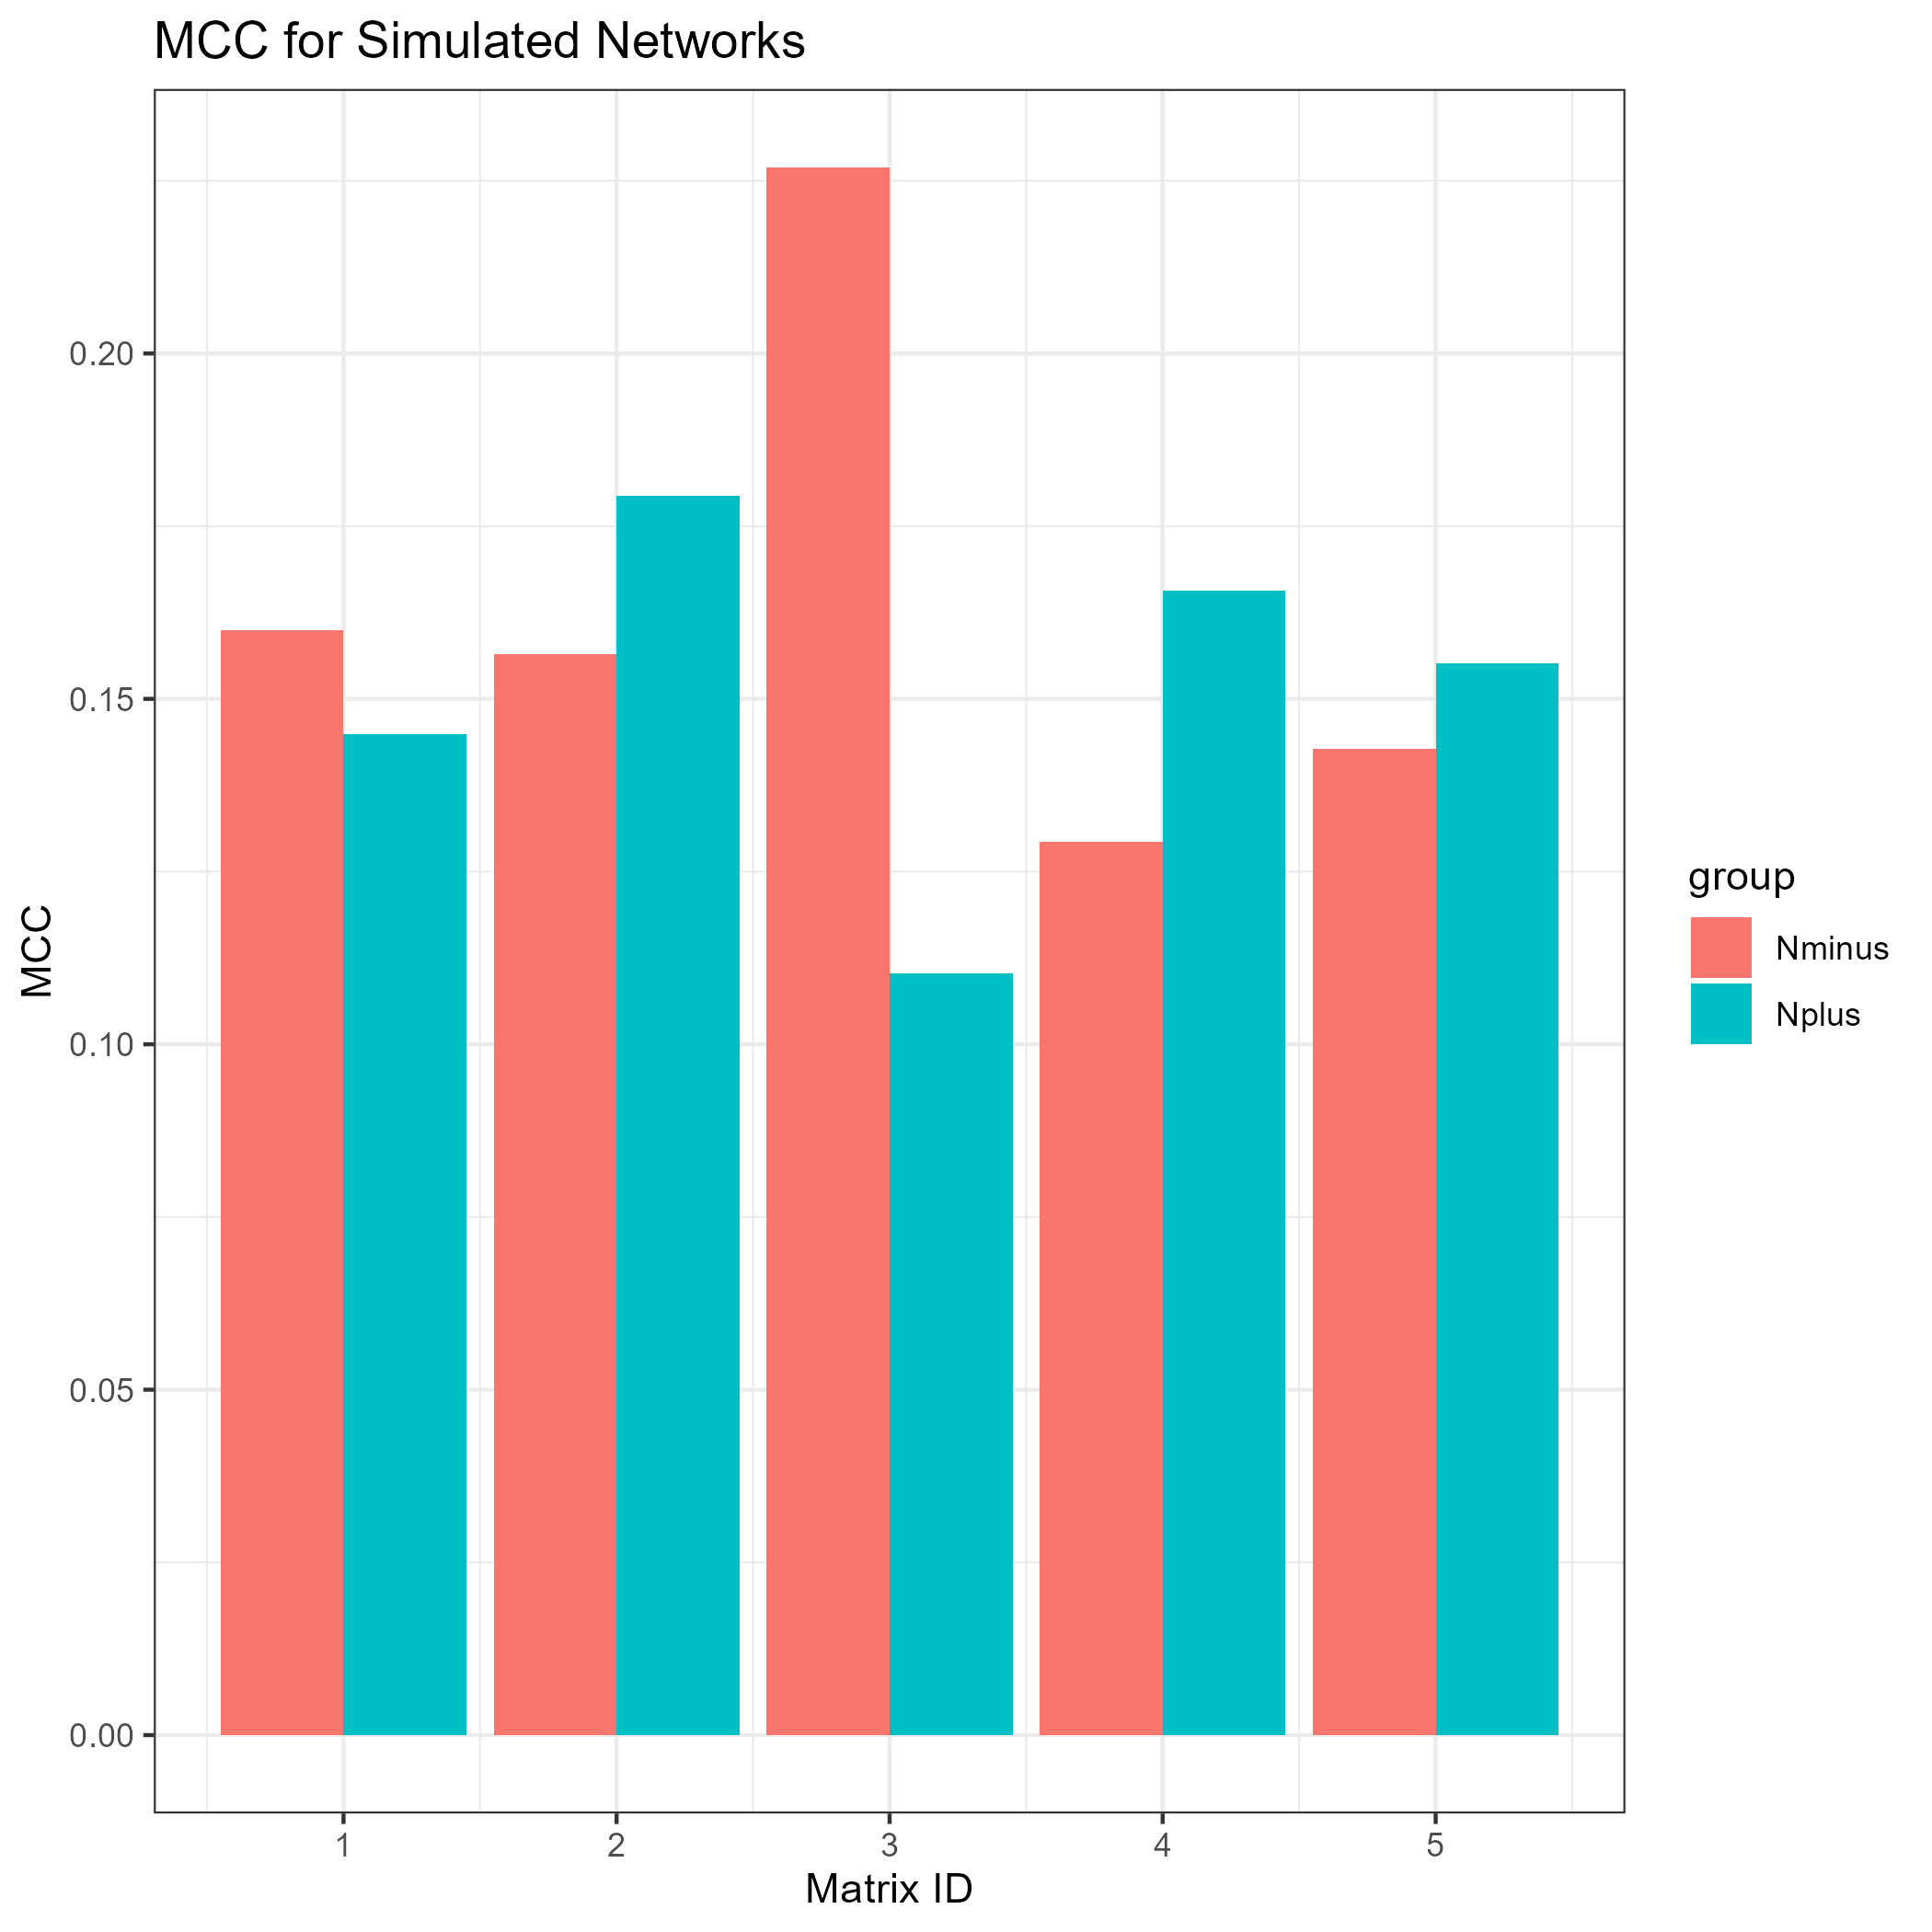 MCC for Simulated Networks
MCC
0.20
0.15
0.10
0.05
0.00
1 2 3 4 5
Matrix ID
group
Nminus
Nplus